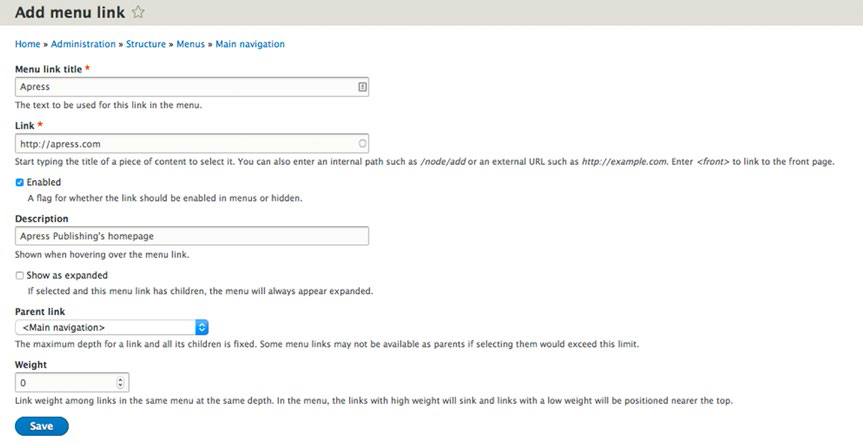 Add menu link
Home » Administration » Structure » Menus » Main navigation
Menu link title *
Apress
The text to be used for this link in the menu.
Link *
http://apress.com
Start typing the title of a piece of content to select it. You can also enter an internal path such as /node/add or an external URL such as http://example.com. Enter <front> to link to the front page.
Enabled
A flag for whether the link should be enabled in menus or hidden.
Description
Apress Publishing's homepage
Shown when hovering over the menu link.
Show as expanded
If selected and this menu link has children, the menu will always appear expanded.
Parent link
<Main navigation>
The maximum depth for a link and all its children is fixed. Some menu links may not be available as parents if selecting them would exceed this limit.
Weight
0
Link weight among links in the same menu at the same depth. In the menu, the links with high weight will sink and links with a low weight will be positioned nearer the top.
Save